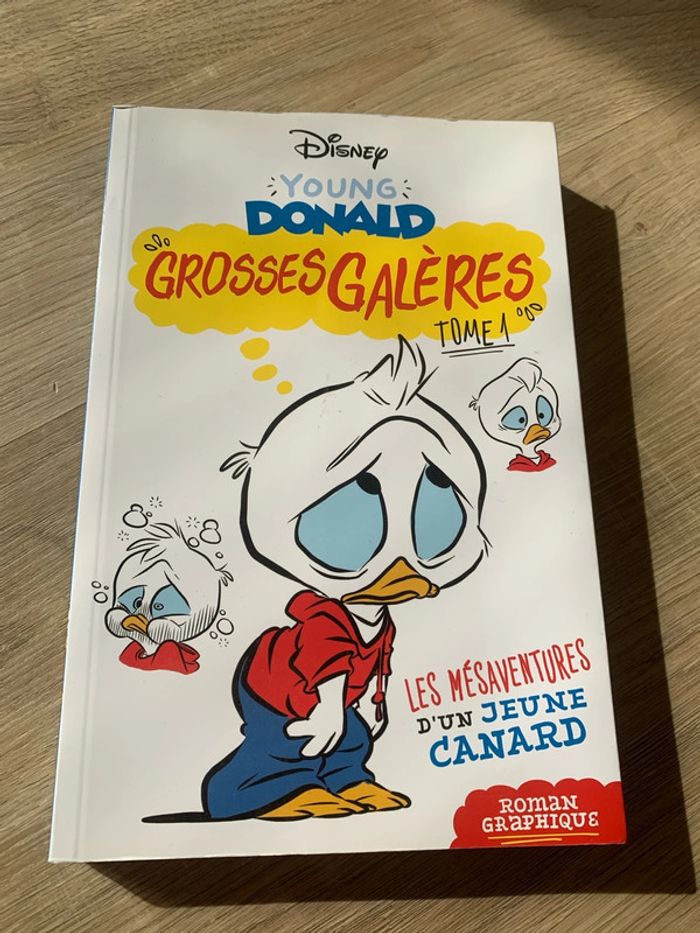 Disney
YOUNG
DONALD
GROSSES GALÈRES
TOME 1
LES MÉSAVENTURES
D'UN JEUNE
CANARD
ROMAN
GRAPHIQUE